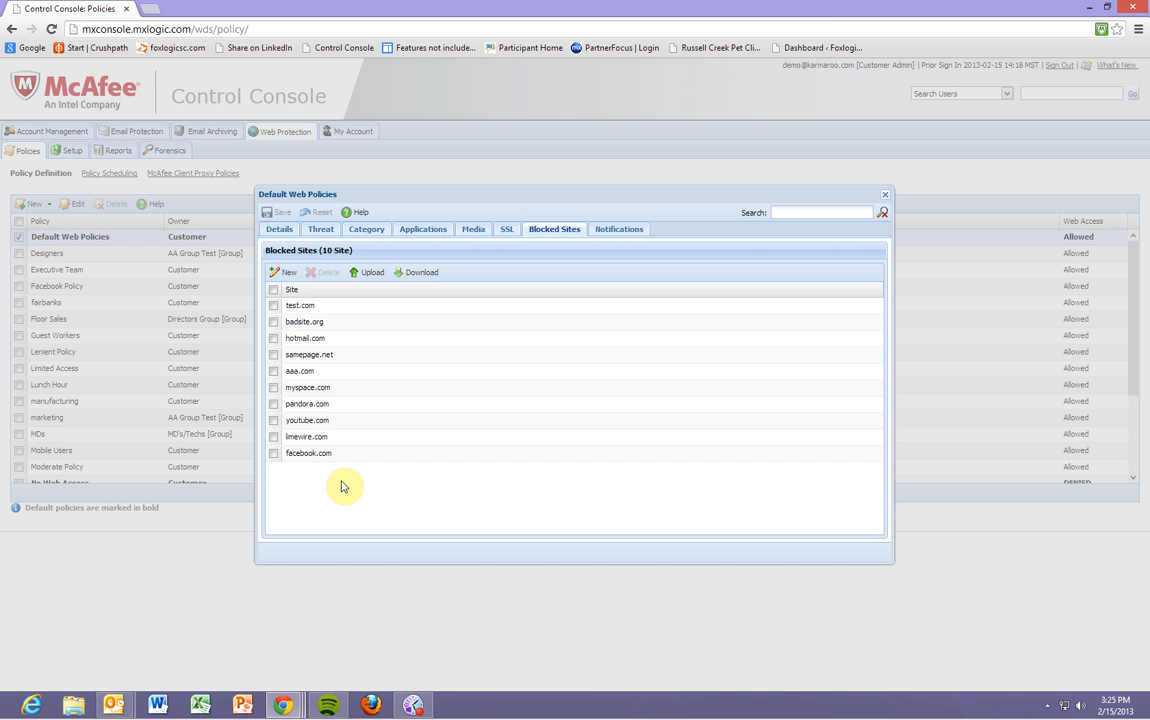 Control Console: Policies
mxconsole.mxlogic.com/wds/policy/
Google Start | Crushpath foxlogicsc.com Share on LinkedIn Control Console Features not include... Participant Home PartnerFocus | Login Russell Creek Pet Cli... Dashboard ‹ Foxlogi...
demo@karmaroo.com [Customer Admin] | Prior Sign In 2013-02-15 14:18 MST | Sign Out | What's New
McAfee
An Intel Company
Control Console
Search Users Go
Account Management Email Protection Email Archiving Web Protection My Account
Policies Setup Reports Forensics
Policy Definition Policy Scheduling McAfee Client Proxy Policies
New Edit Delete Help
Policy Owner Web Access
Default Web Policies Customer Allowed
Designers AA Group Test [Group] Allowed
Executive Team Customer Allowed
Facebook Policy Customer Allowed
fairbanks Customer Allowed
Floor Sales Directors Group [Group] Allowed
Guest Workers Customer Allowed
Lenient Policy Customer Allowed
Limited Access Customer Allowed
Lunch Hour Customer Allowed
manufacturing Customer Allowed
marketing AA Group Test [Group] Allowed
MDs MD's/Techs [Group] Allowed
Mobile Users Customer Allowed
Moderate Policy Customer Allowed
No Web Access Customer DENIED
Default policies are marked in bold
Default Web Policies
Save Reset Help Search:
Details Threat Category Applications Media SSL Blocked Sites Notifications
Blocked Sites (10 Site)
New Delete Upload Download
Site
test.com
badsite.org
hotmail.com
samepage.net
aaa.com
myspace.com
pandora.com
youtube.com
limewire.com
facebook.com
3:25 PM
2/15/2013